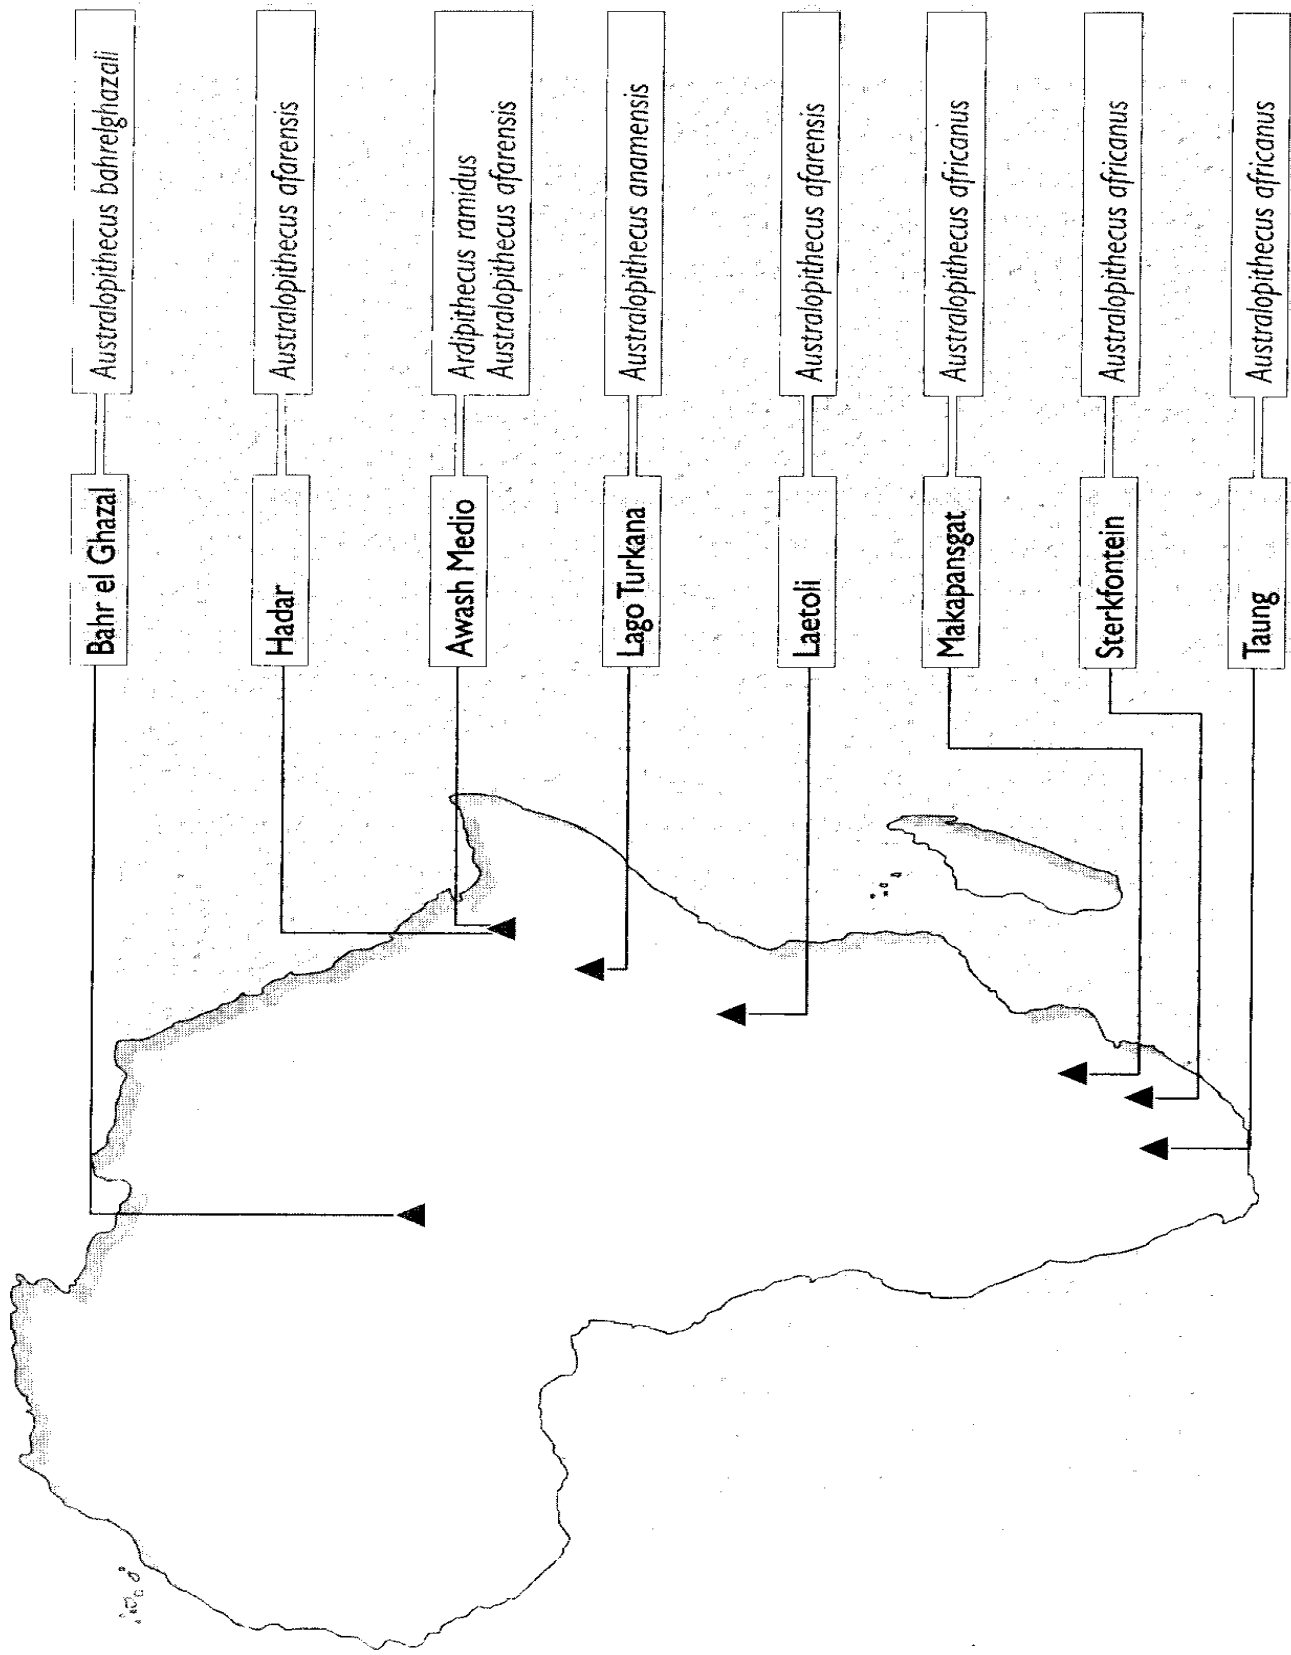 Bahr el Ghazal
Australopithecus bahrelghazali
Hadar
Australopithecus afarensis
Awash Medio
Ardipithecus ramidus
Australopithecus afarensis
Lago Turkana
Australopithecus anamensis
Laetoli
Australopithecus afarensis
Makapansgat
Australopithecus africanus
Sterkfontein
Australopithecus africanus
Taung
Australopithecus africanus